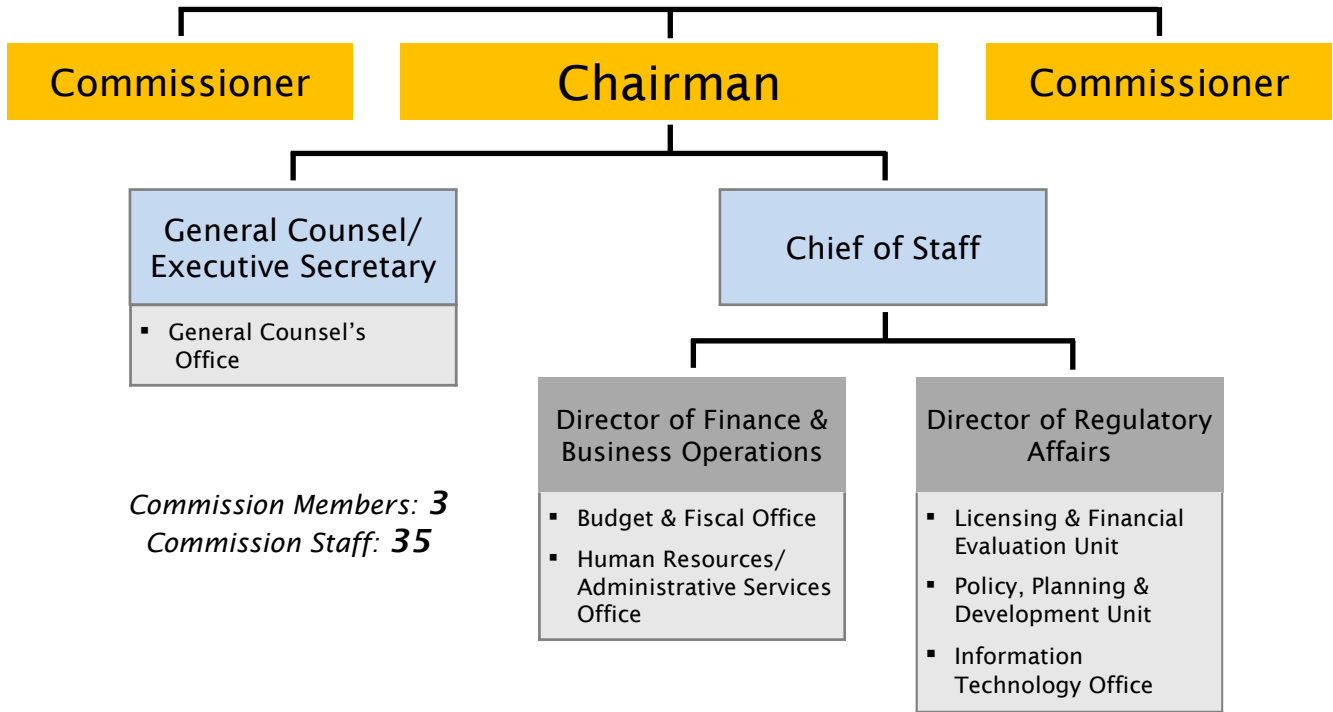 Commissioner
Chairman
Commissioner
General Counsel/
Executive Secretary
▪ General Counsel's
Office
Chief of Staff
Director of Finance &
Business Operations
▪ Budget & Fiscal Office
▪ Human Resources/
Administrative Services
Office
Director of Regulatory
Affairs
▪ Licensing & Financial
Evaluation Unit
▪ Policy, Planning &
Development Unit
▪ Information
Technology Office
Commission Members: 3
Commission Staff: 35